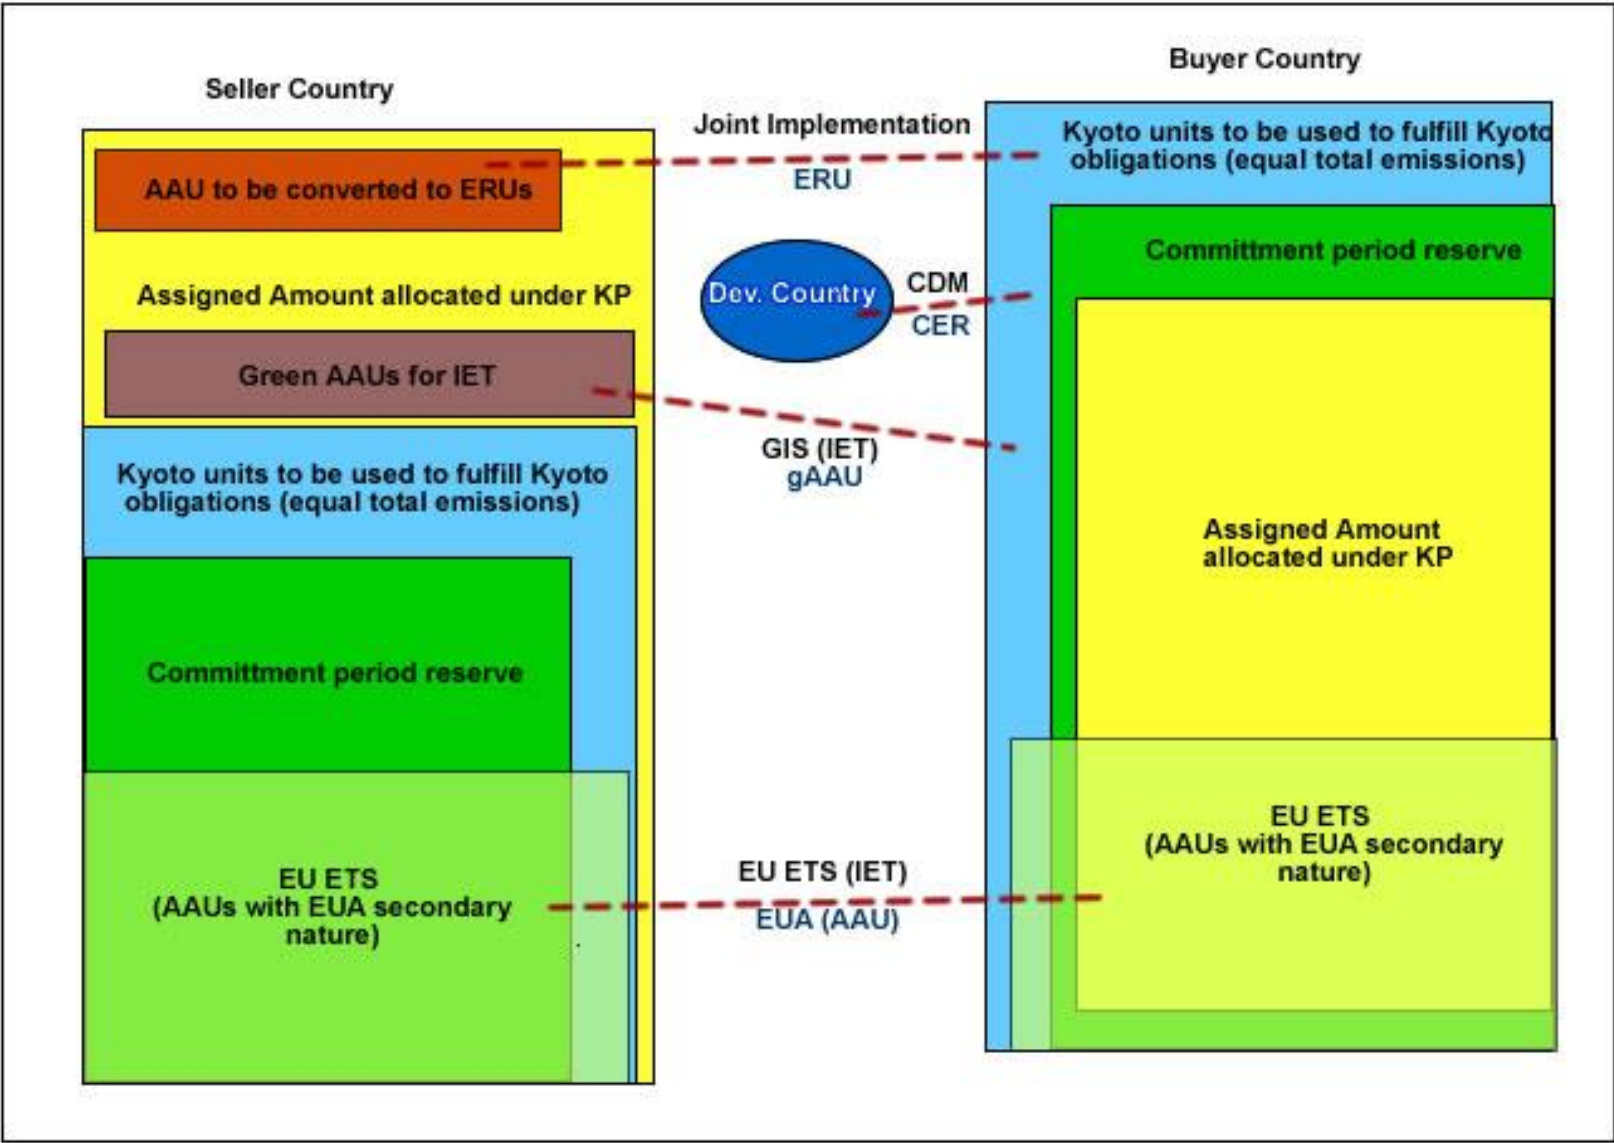 Seller Country
AAU to be converted to ERUs
Assigned Amount allocated under KP
Green AAUs for IET
Kyoto units to be used to fulfill Kyoto
obligations (equal total emissions)
Committment period reserve
EU ETS
(AAUs with EUA secondary
nature)
Joint Implementation
ERU
Dev. Country
CDM
CER
GIS (IET)
gAAU
EU ETS (IET)
EUA (AAU)
Buyer Country
Kyoto units to be used to fulfill Kyoto
obligations (equal total emissions)
Committment period reserve
Assigned Amount
allocated under KP
EU ETS
(AAUs with EUA secondary
nature)